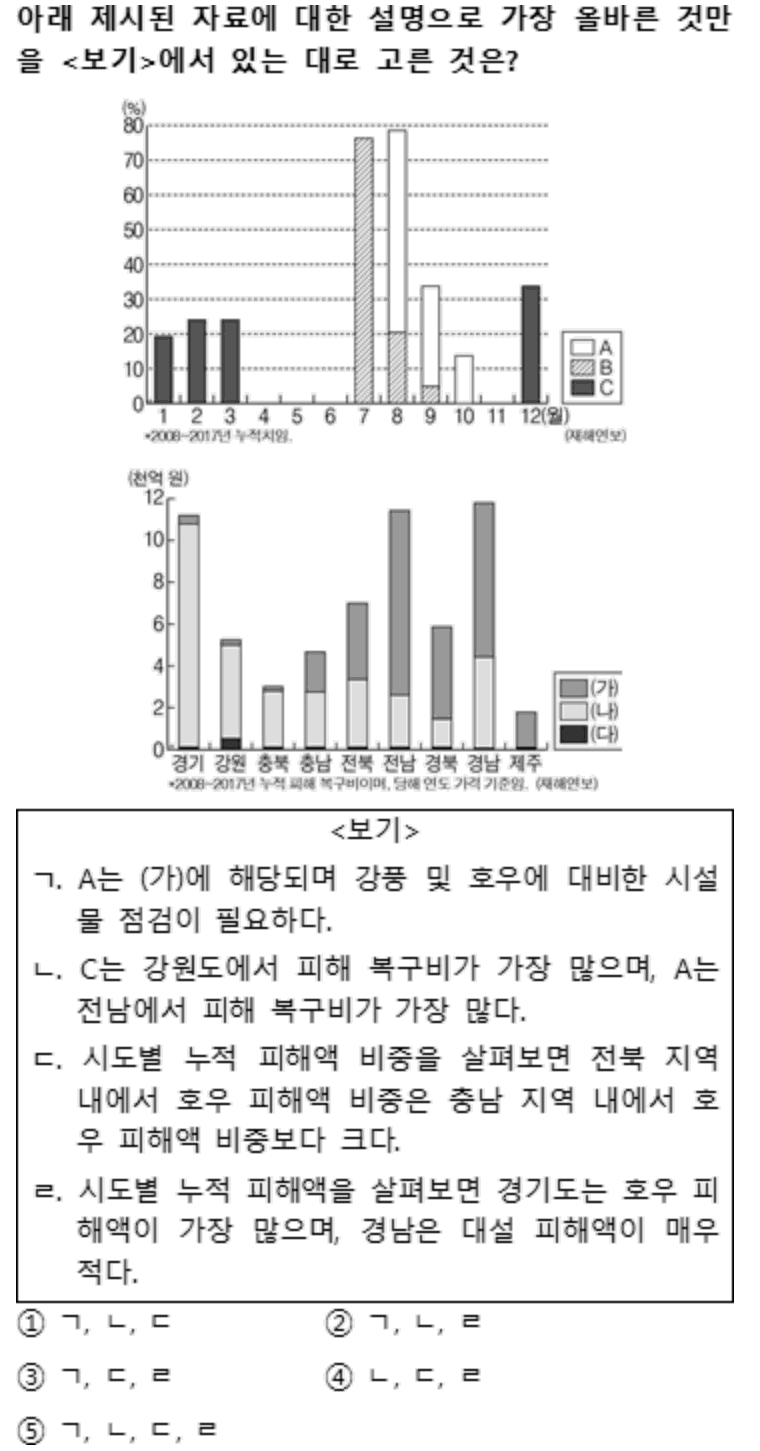 아래 제시된 자료에 대한 설명으로 가장 올바른 것만
을 <보기>에서 있는 대로 고른 것은?
(%)
80
70
60
50
40
30
20
10
0
1 2 3 4 5 6 7 8 9 10 11 12(월)
A
B
C
*2008~2017년 누적치임. (재해연보)
(천억 원)
12
10
8
6
4
2
0
경기 강원 충북 충남 전북 전남 경북 경남 제주
(가)
(나)
(다)
*2008~2017년 누적 피해 복구비이며, 당해 연도 가격 기준임. (재해연보)
<보기>
ㄱ. A는 (가)에 해당되며 강풍 및 호우에 대비한 시설
물 점검이 필요하다.
ㄴ. C는 강원도에서 피해 복구비가 가장 많으며, A는
전남에서 피해 복구비가 가장 많다.
ㄷ. 시도별 누적 피해액 비중을 살펴보면 전북 지역
내에서 호우 피해액 비중은 충남 지역 내에서 호
우 피해액 비중보다 크다.
ㄹ. 시도별 누적 피해액을 살펴보면 경기도는 호우 피
해액이 가장 많으며, 경남은 대설 피해액이 매우
적다.
① ㄱ, ㄴ, ㄷ ② ㄱ, ㄴ, ㄹ
③ ㄱ, ㄷ, ㄹ ④ ㄴ, ㄷ, ㄹ
⑤ ㄱ, ㄴ, ㄷ, ㄹ